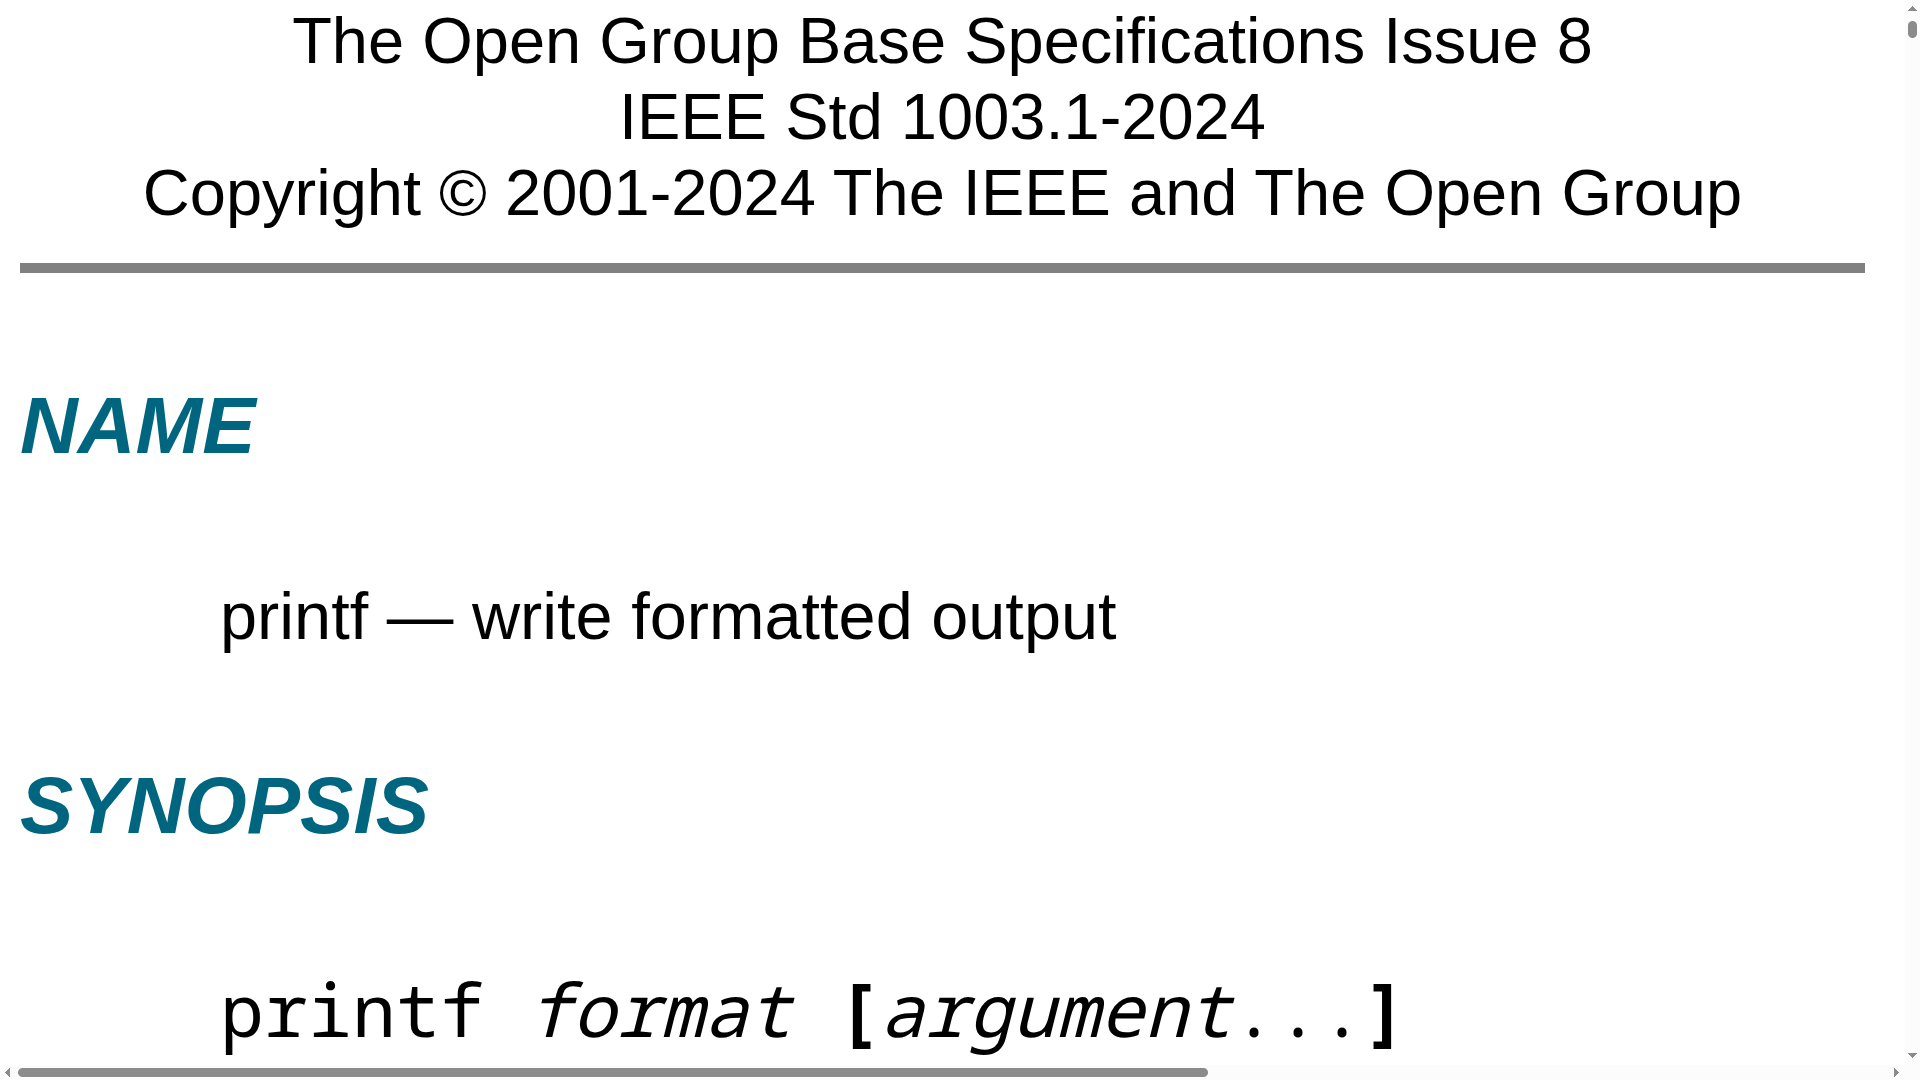 The Open Group Base Specifications Issue 8
IEEE Std 1003.1-2024
Copyright © 2001-2024 The IEEE and The Open Group
NAME
printf — write formatted output
SYNOPSIS
printf format [argument...]